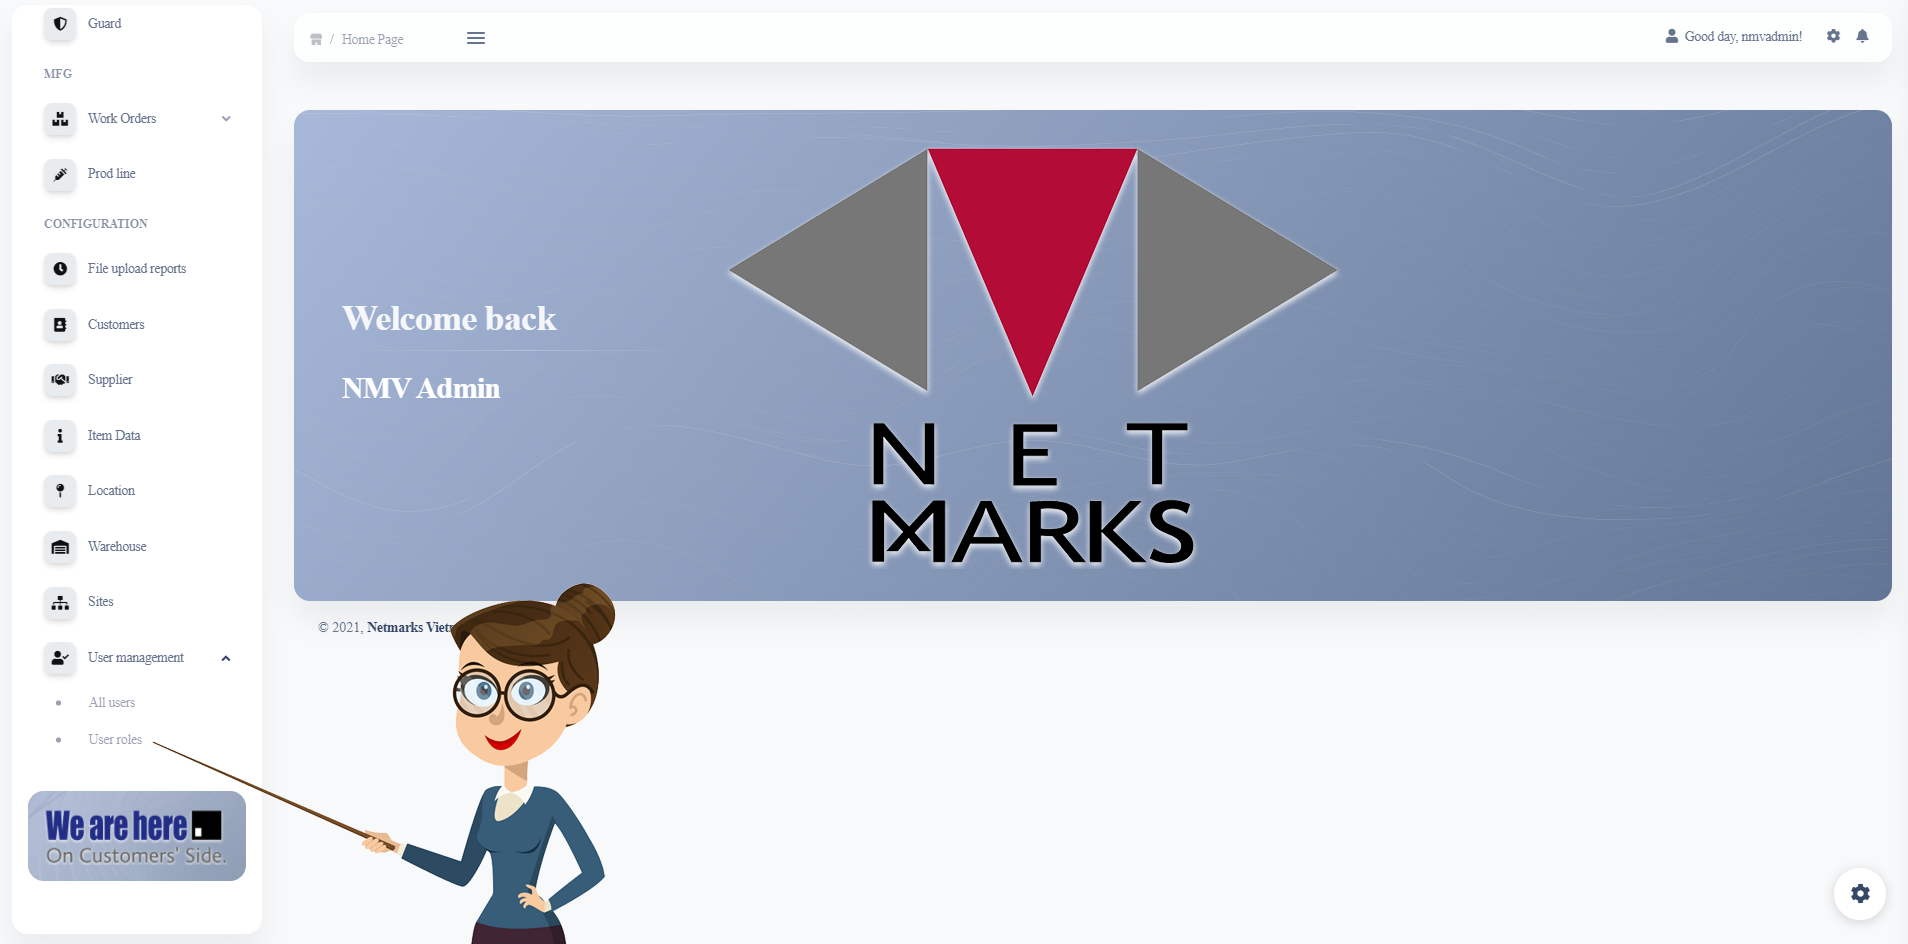 Guard
MFG
Work Orders
Prod line
CONFIGURATION
File upload reports
Customers
Supplier
Item Data
Location
Warehouse
Sites
User management
All users
User roles
We are here
On Customers' Side.
/ Home Page
Good day, nmvadmin!
Welcome back
NMV Admin
NET
MARKS
© 2021, Netmarks